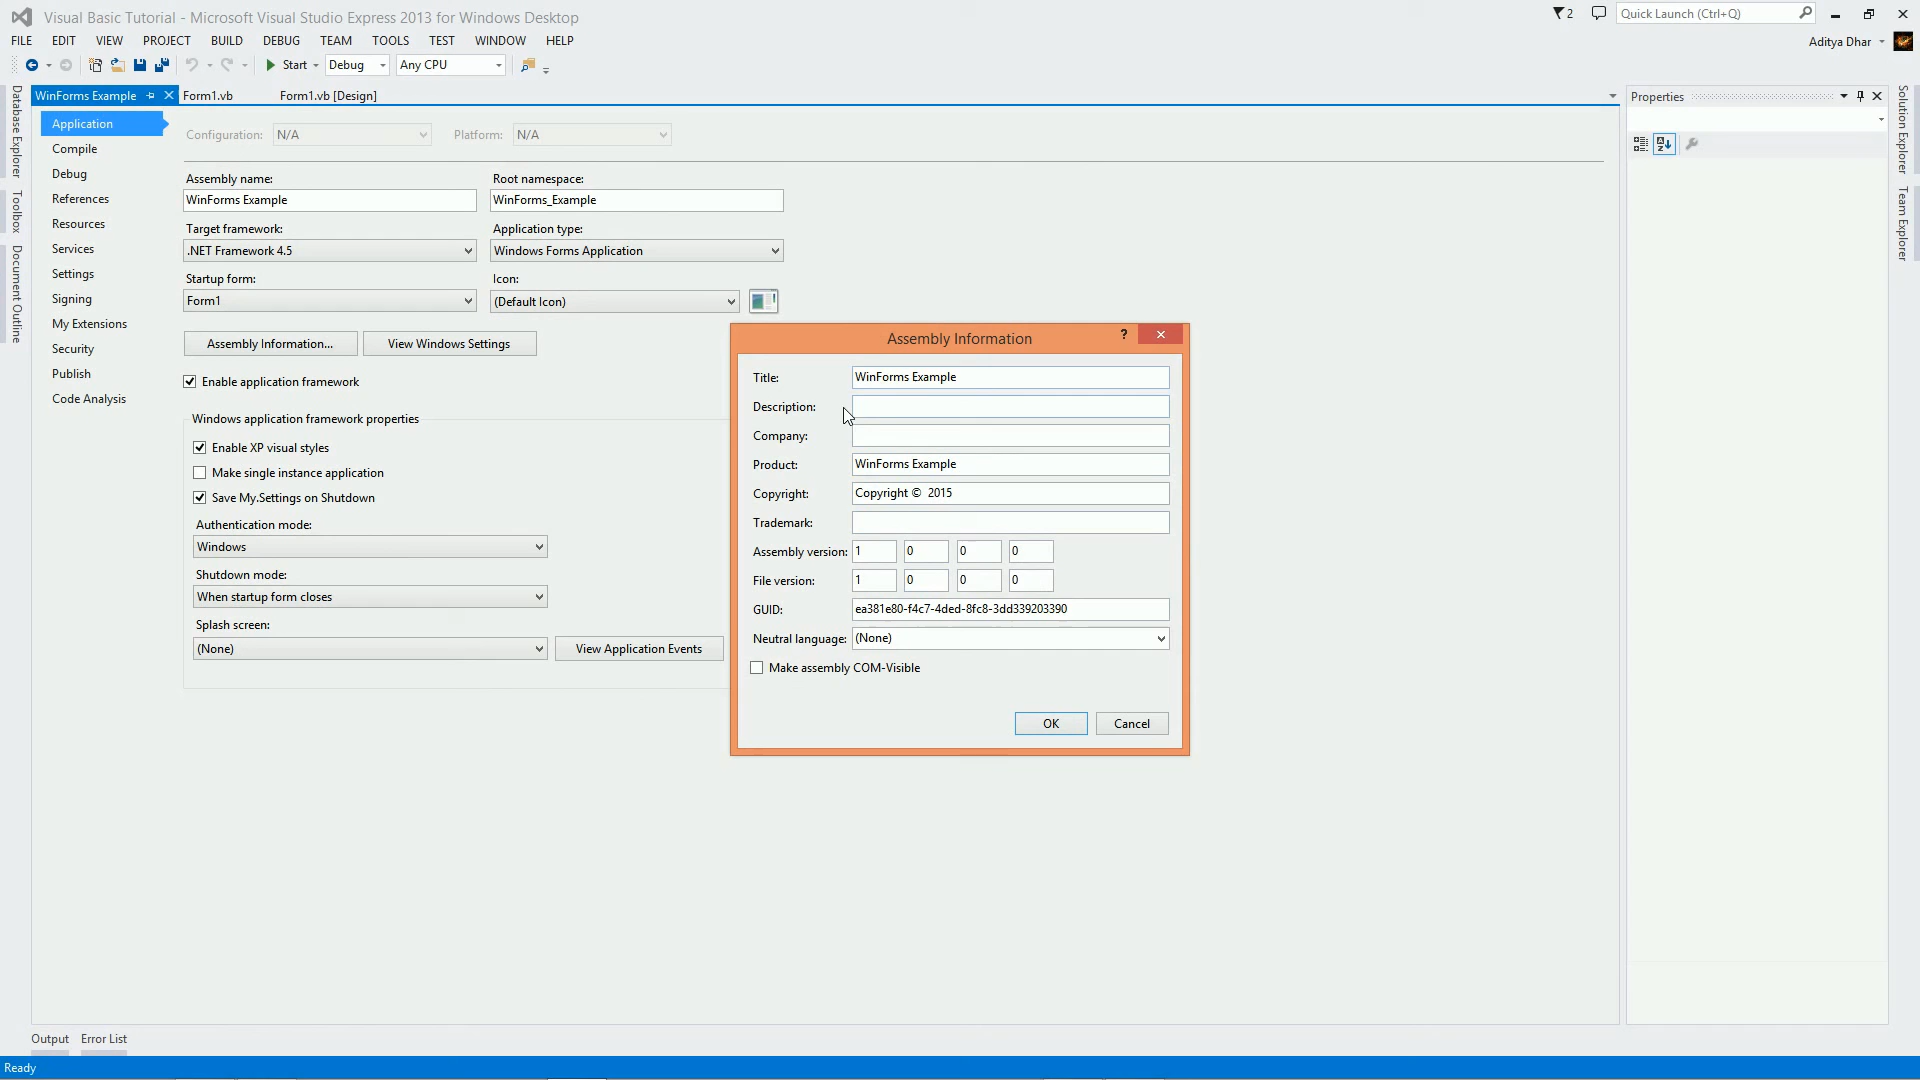 Visual Basic Tutorial - Microsoft Visual Studio Express 2013 for Windows Desktop
2
Quick Launch (Ctrl+Q)
FILE EDIT VIEW PROJECT BUILD DEBUG TEAM TOOLS TEST WINDOW HELP
Aditya Dhar
Start Debug Any CPU
WinForms Example Form1.vb Form1.vb [Design]
Database Explorer
Toolbox
Document Outline
Application
Compile
Debug
References
Resources
Services
Settings
Signing
My Extensions
Security
Publish
Code Analysis
Configuration: N/A Platform: N/A
Assembly name: Root namespace:
WinForms Example WinForms_Example
Target framework: Application type:
.NET Framework 4.5 Windows Forms Application
Startup form: Icon:
Form1 (Default Icon)
Assembly Information... View Windows Settings
Enable application framework
Windows application framework properties
Enable XP visual styles
Make single instance application
Save My.Settings on Shutdown
Authentication mode:
Windows
Shutdown mode:
When startup form closes
Splash screen:
(None) View Application Events
Assembly Information ?
Title: WinForms Example
Description:
Company:
Product: WinForms Example
Copyright: Copyright © 2015
Trademark:
Assembly version: 1 0 0 0
File version: 1 0 0 0
GUID: ea381e80-f4c7-4ded-8fc8-3dd339203390
Neutral language: (None)
Make assembly COM-Visible
OK Cancel
Properties
Solution Explorer
Team Explorer
Output Error List
Ready